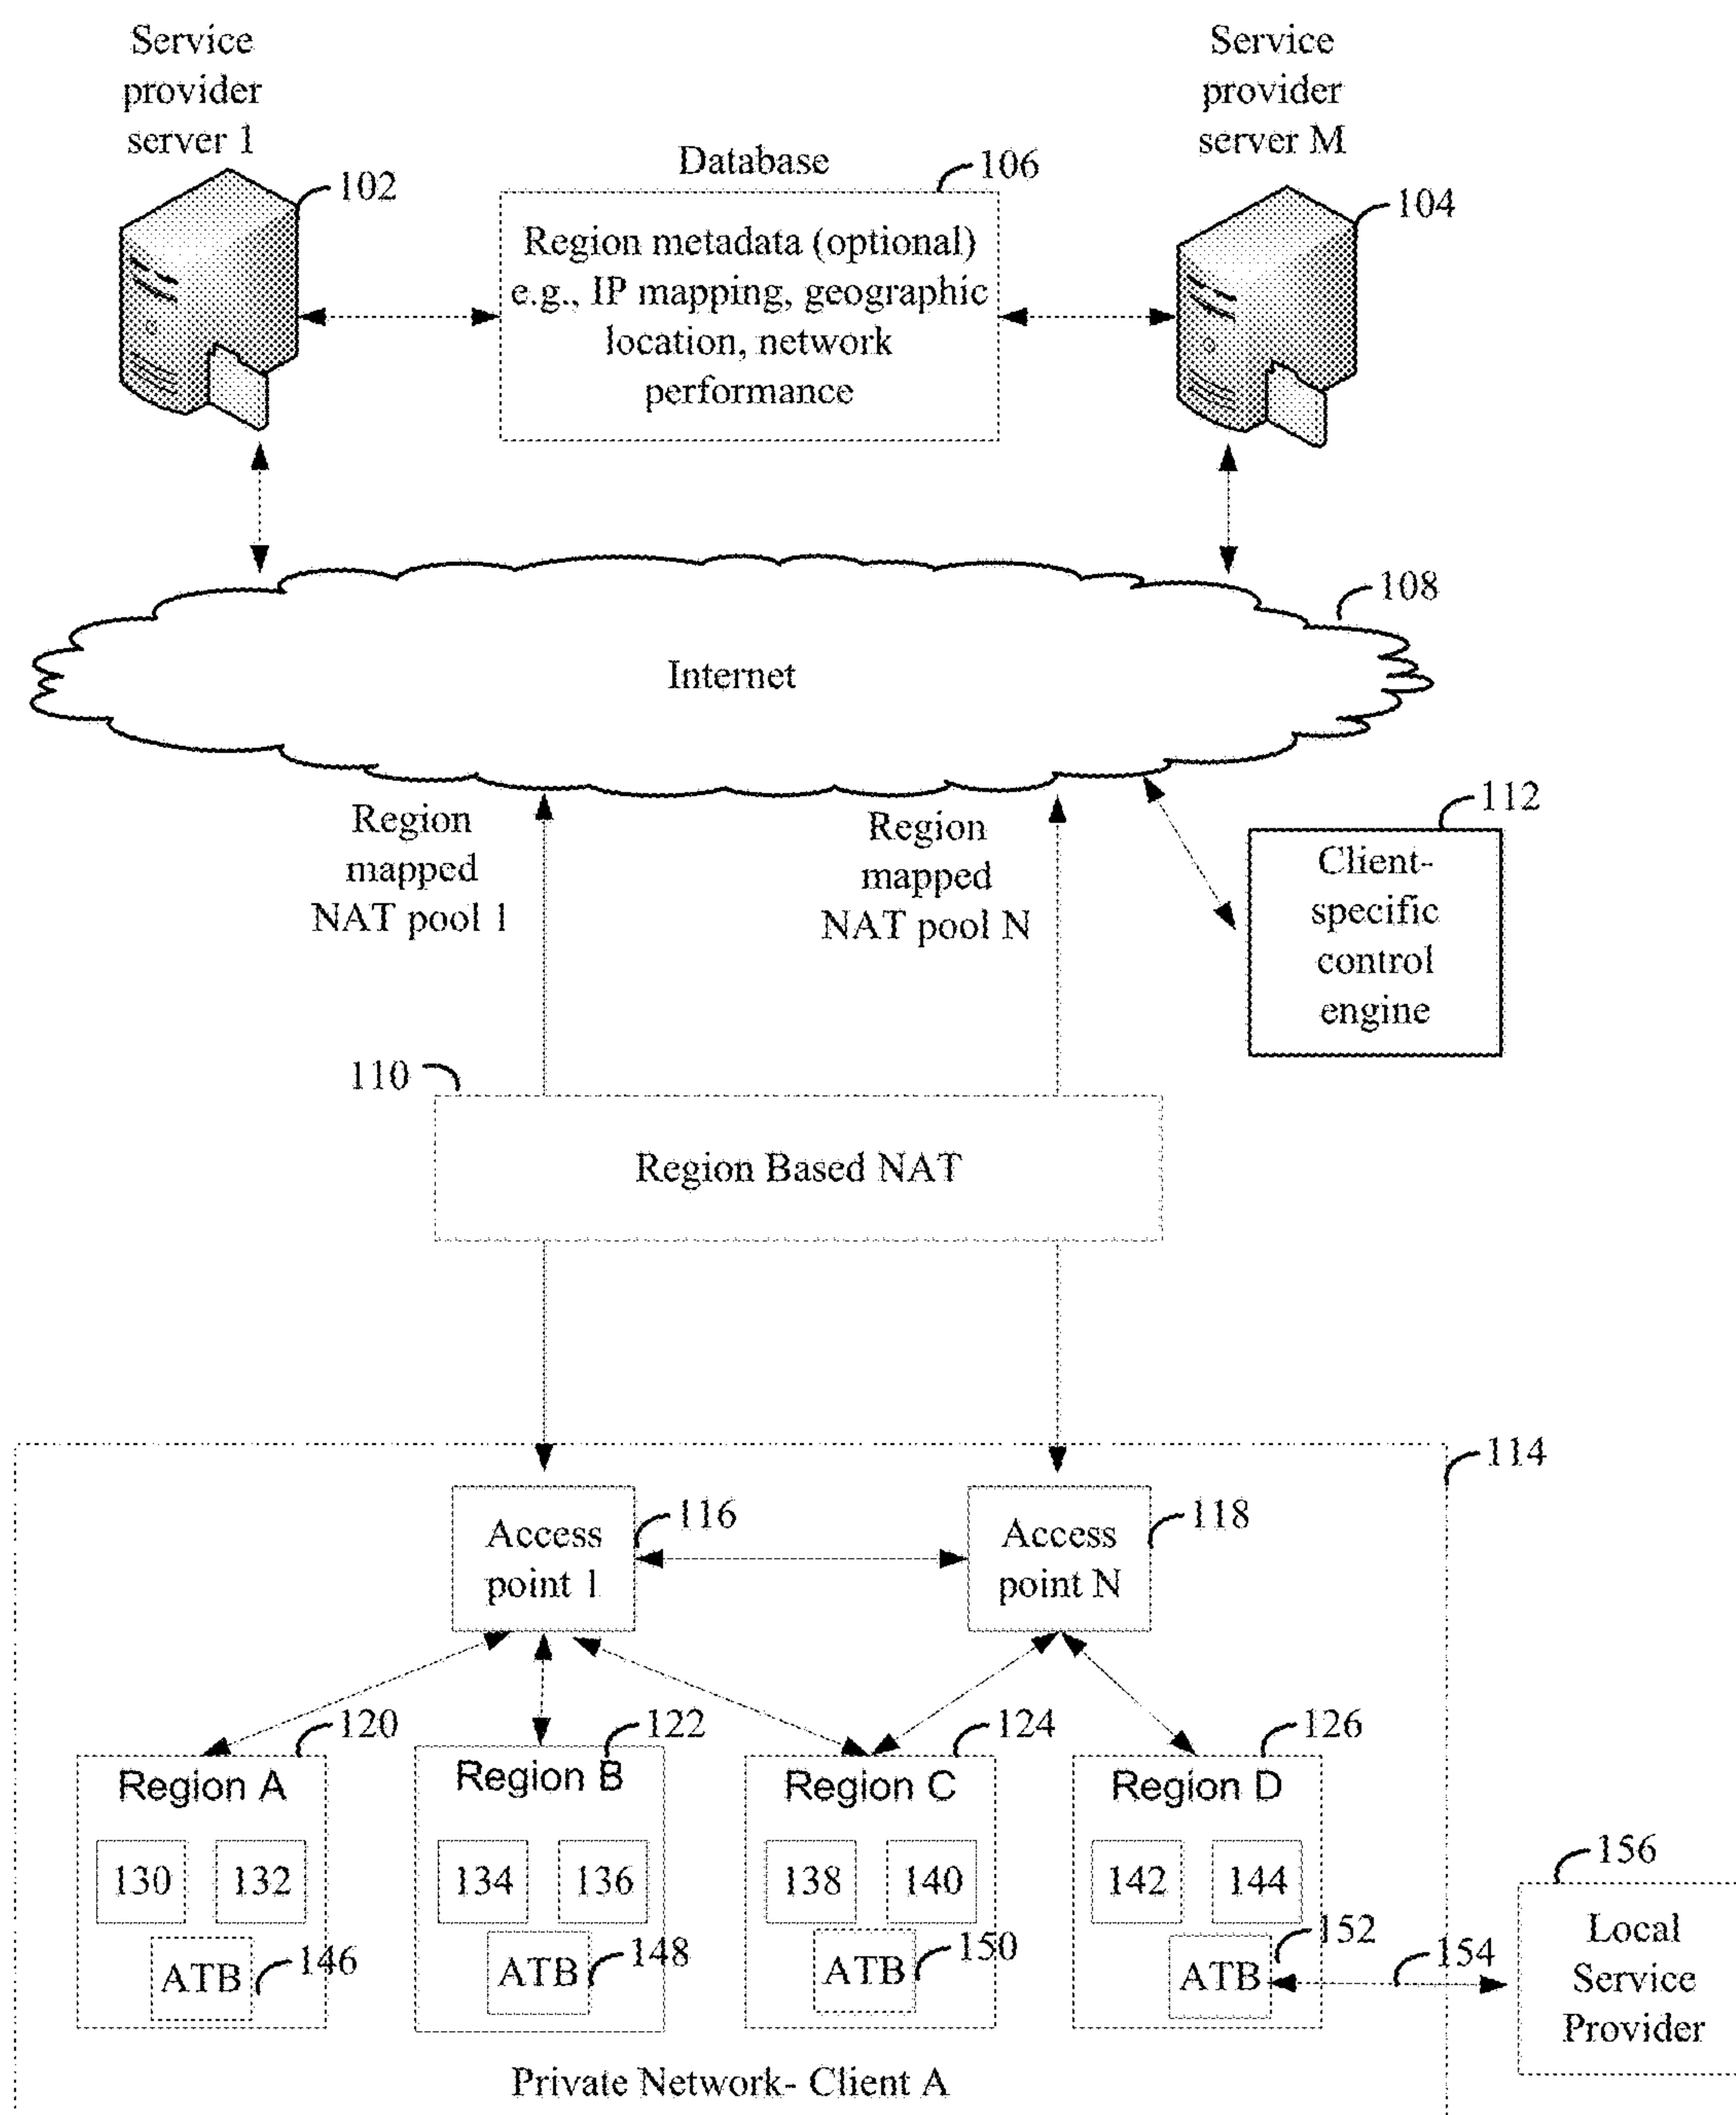 Service
provider
server 1
Service
provider
server M
102
Database
106
104
Region metadata (optional)
e.g., IP mapping, geographic
location, network
performance
108
Internet
Region
mapped
NAT pool 1
Region
mapped
NAT pool N
112
Client-
specific
control
engine
110
Region Based NAT
114
Access
point 1
116
Access
point N
118
120
122
124
126
Region A
Region B
Region C
Region D
130
132
134
136
138
140
142
144
ATB
146
ATB
148
ATB
150
ATB
152
154
156
Local
Service
Provider
Private Network- Client A